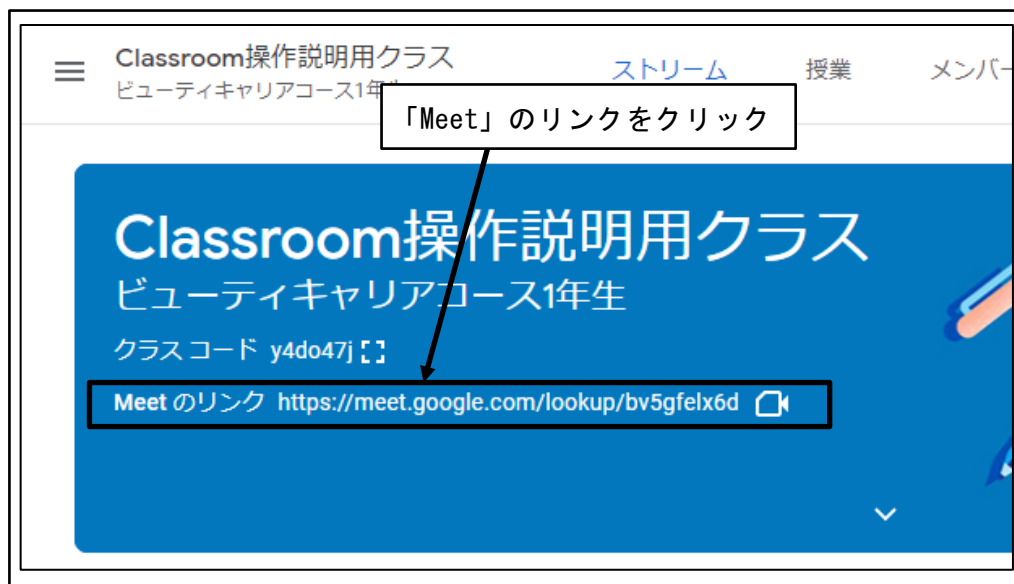 Classroom操作説明用クラス
ビューティキャリアコース1年生
ストリーム
授業
メンバー
「Meet」のリンクをクリック
Classroom操作説明用クラス
ビューティキャリアコース1年生
クラス コード y4do47j
Meet のリンク https://meet.google.com/lookup/bv5gfelx6d